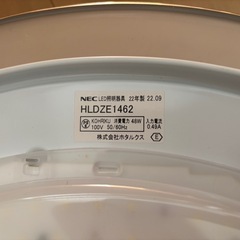 NEC LED照明器具 22年製 22.09
HLDZE1462
KOHRIKU 消費電力 48W 入力電流
100V 50/60Hz 0.49A
株式会社ホタルクス
E